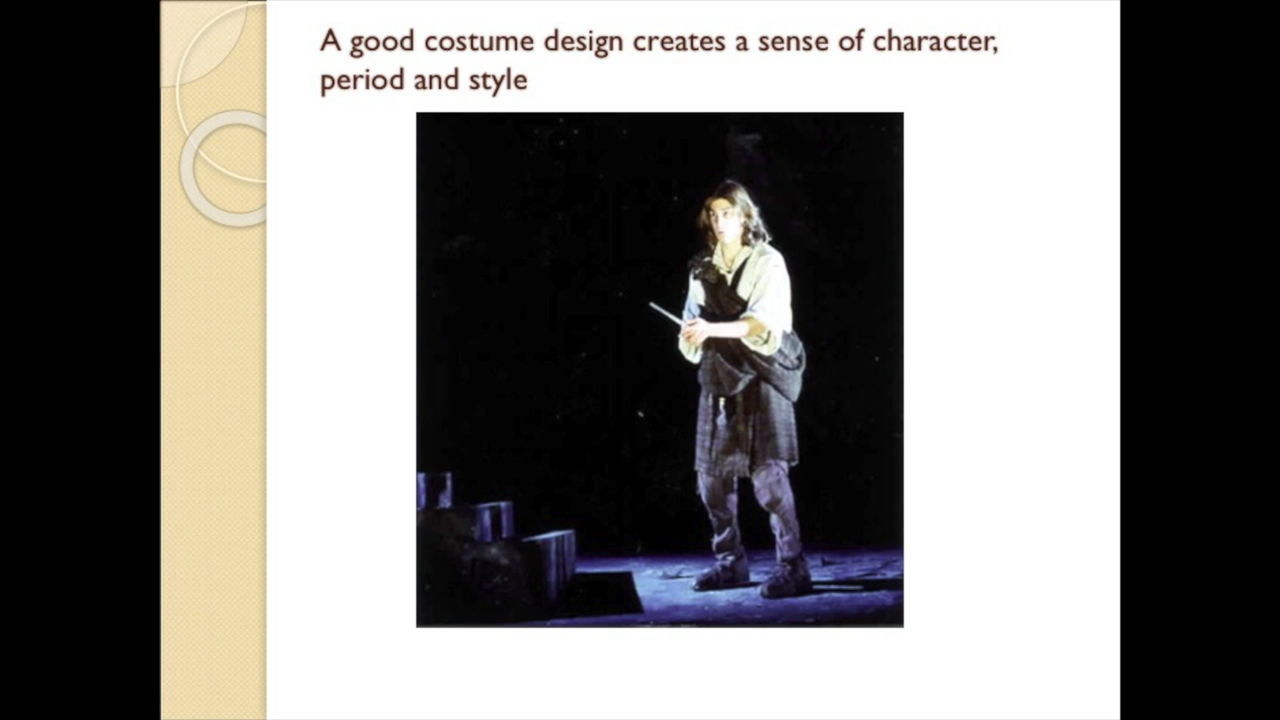 A good costume design creates a sense of character,
period and style